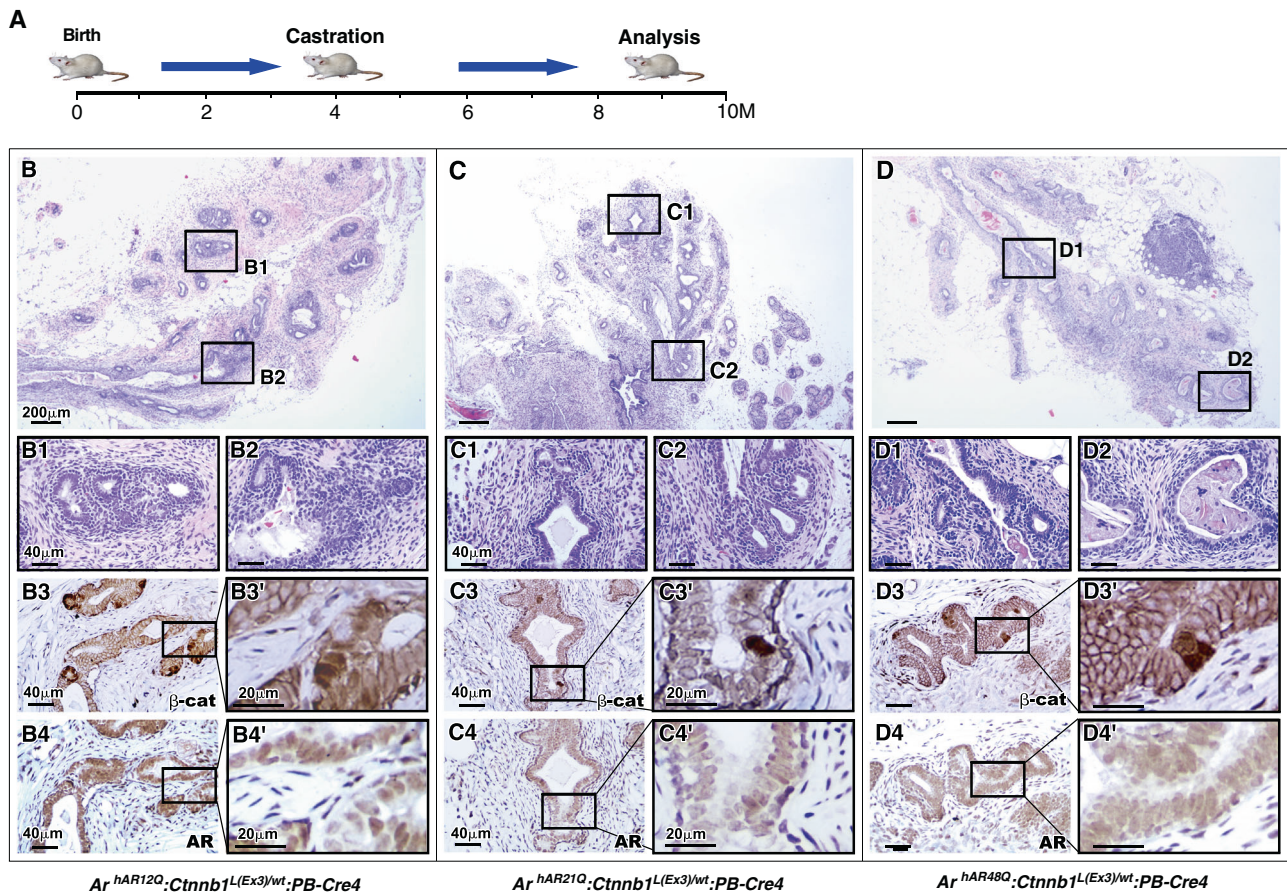 A
Birth Castration Analysis
0 2 4 6 8 10M
B
B1
B2
200μm
C
C1
C2
D
D1
D2
B1
40μm
B2
C1
40μm
C2
D1
D2
B3
40μm
β-cat
B3'
20μm
C3
40μm
β-cat
C3'
20μm
D3
β-cat
D3'
B4
40μm
AR
B4'
20μm
C4
40μm
AR
C4'
20μm
D4
AR
D4'
Ar hAR12Q:Ctnnb1L(Ex3)/wt:PB-Cre4
Ar hAR21Q:Ctnnb1L(Ex3)/wt:PB-Cre4
Ar hAR48Q:Ctnnb1L(Ex3)/wt:PB-Cre4